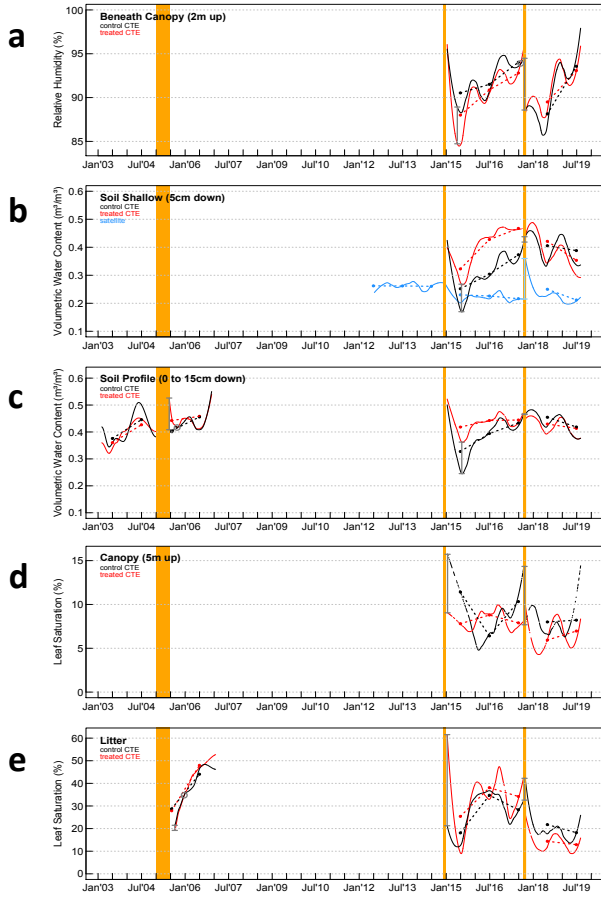 a
Beneath Canopy (2m up)
control CTE
treated CTE
Relative Humidity (%)
100
95
90
85
Jan'03 Jul'04 Jan'06 Jul'07 Jan'09 Jul'10 Jan'12 Jul'13 Jan'15 Jul'16 Jan'18 Jul'19
b
Soil Shallow (5cm down)
control CTE
treated CTE
satellite
Volumetric Water Content (m³/m³)
0.6
0.5
0.4
0.3
0.2
0.1
Jan'03 Jul'04 Jan'06 Jul'07 Jan'09 Jul'10 Jan'12 Jul'13 Jan'15 Jul'16 Jan'18 Jul'19
c
Soil Profile (0 to 15cm down)
control CTE
treated CTE
Volumetric Water Content (m³/m³)
0.6
0.5
0.4
0.3
0.2
0.1
Jan'03 Jul'04 Jan'06 Jul'07 Jan'09 Jul'10 Jan'12 Jul'13 Jan'15 Jul'16 Jan'18 Jul'19
d
Canopy (5m up)
control CTE
treated CTE
Leaf Saturation (%)
15
10
5
0
Jan'03 Jul'04 Jan'06 Jul'07 Jan'09 Jul'10 Jan'12 Jul'13 Jan'15 Jul'16 Jan'18 Jul'19
e
Litter
control CTE
treated CTE
Leaf Saturation (%)
60
50
40
30
20
10
0
Jan'03 Jul'04 Jan'06 Jul'07 Jan'09 Jul'10 Jan'12 Jul'13 Jan'15 Jul'16 Jan'18 Jul'19